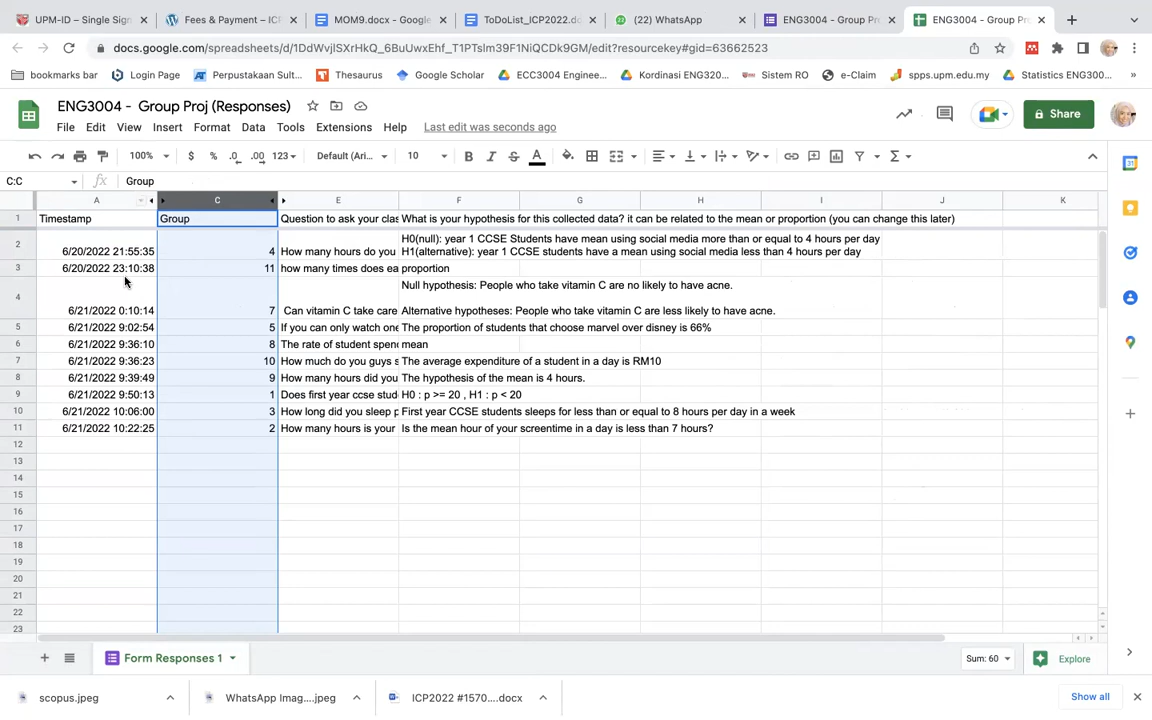 UPM-ID – Single Sign
Fees & Payment – ICP
MOM9.docx - Google
ToDoList_ICP2022.do
(22) WhatsApp
ENG3004 - Group Pro
ENG3004 - Group Pr
docs.google.com/spreadsheets/d/1DdWvjlSXrHkQ_6BuUwxEhf_T1PTslm39F1NiQCDk9GM/edit?resourcekey#gid=63662523
bookmarks bar
Login Page
Perpustakaan Sult...
Thesaurus
Google Scholar
ECC3004 Enginee...
Kordinasi ENG320...
Sistem RO
e-Claim
spps.upm.edu.my
Statistics ENG300...
»
ENG3004 - Group Proj (Responses)
Share
File Edit View Insert Format Data Tools Extensions Help Last edit was seconds ago
100% $ % .0 .00 123 Default (Ari... 10 B I S A Σ
C:C fx Group
A C E F G H I J K
1 Timestamp Group Question to ask your clas What is your hypothesis for this collected data? it can be related to the mean or proportion (you can change this later)
H0(null): year 1 CCSE Students have mean using social media more than or equal to 4 hours per day
2 6/20/2022 21:55:35 4 How many hours do you H1(alternative): year 1 CCSE students have a mean using social media less than 4 hours per day
3 6/20/2022 23:10:38 11 how many times does ea proportion
Null hypothesis: People who take vitamin C are no likely to have acne.
4 6/21/2022 0:10:14 7 Can vitamin C take care Alternative hypotheses: People who take vitamin C are less likely to have acne.
5 6/21/2022 9:02:54 5 If you can only watch one The proportion of students that choose marvel over disney is 66%
6 6/21/2022 9:36:10 8 The rate of student spend mean
7 6/21/2022 9:36:23 10 How much do you guys s The average expenditure of a student in a day is RM10
8 6/21/2022 9:39:49 9 How many hours did you The hypothesis of the mean is 4 hours.
9 6/21/2022 9:50:13 1 Does first year ccse stud H0 : p >= 20 , H1 : p < 20
10 6/21/2022 10:06:00 3 How long did you sleep p First year CCSE students sleeps for less than or equal to 8 hours per day in a week
11 6/21/2022 10:22:25 2 How many hours is your Is the mean hour of your screentime in a day is less than 7 hours?
12
13
14
15
16
17
18
19
20
21
22
23
Form Responses 1
Sum: 60
Explore
scopus.jpeg
WhatsApp Imag....jpeg
ICP2022 #1570....docx
Show all